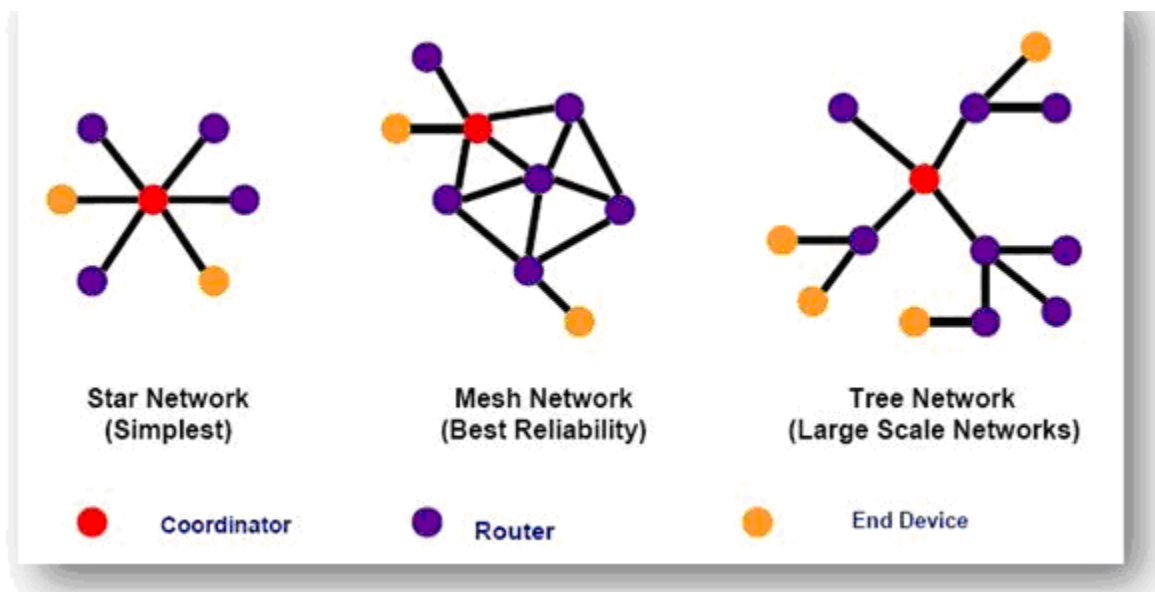 Star Network
(Simplest)
Mesh Network
(Best Reliability)
Tree Network
(Large Scale Networks)
Coordinator
Router
End Device